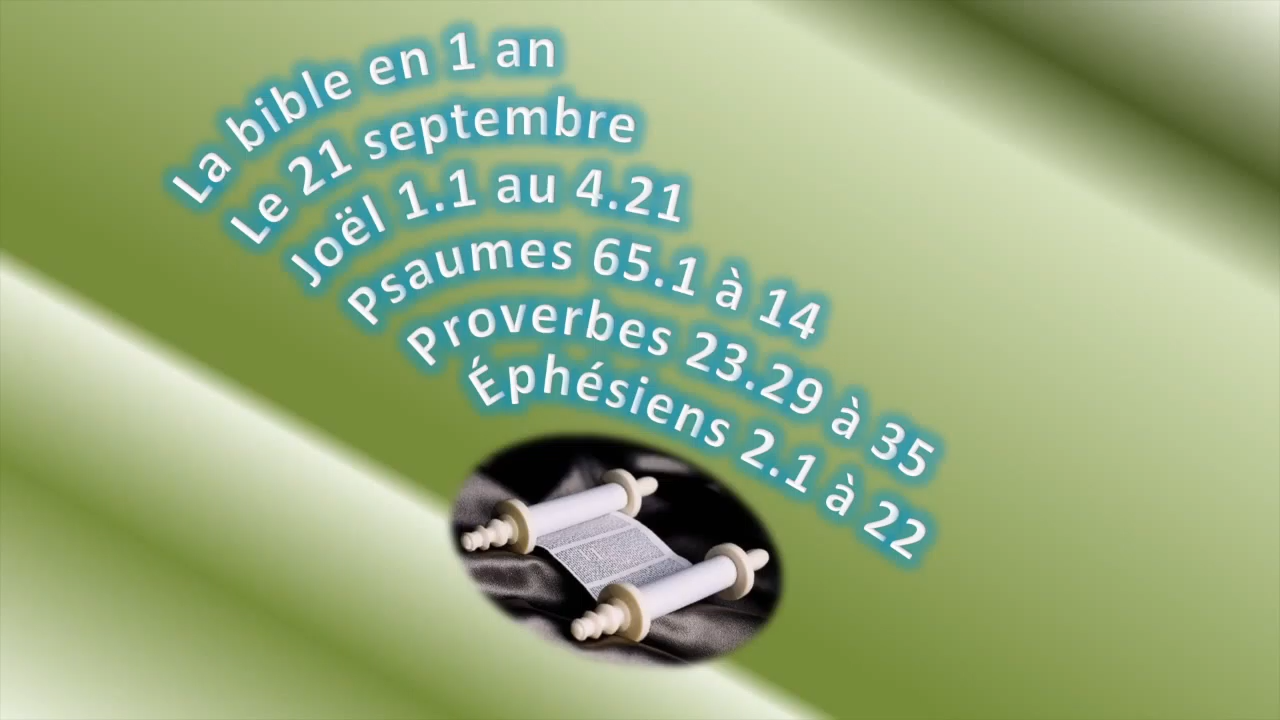 La bible en 1 an
Le 21 septembre
Joël 1.1 au 4.21
Psaumes 65.1 à 14
Proverbes 23.29 à 35
Éphésiens 2.1 à 22